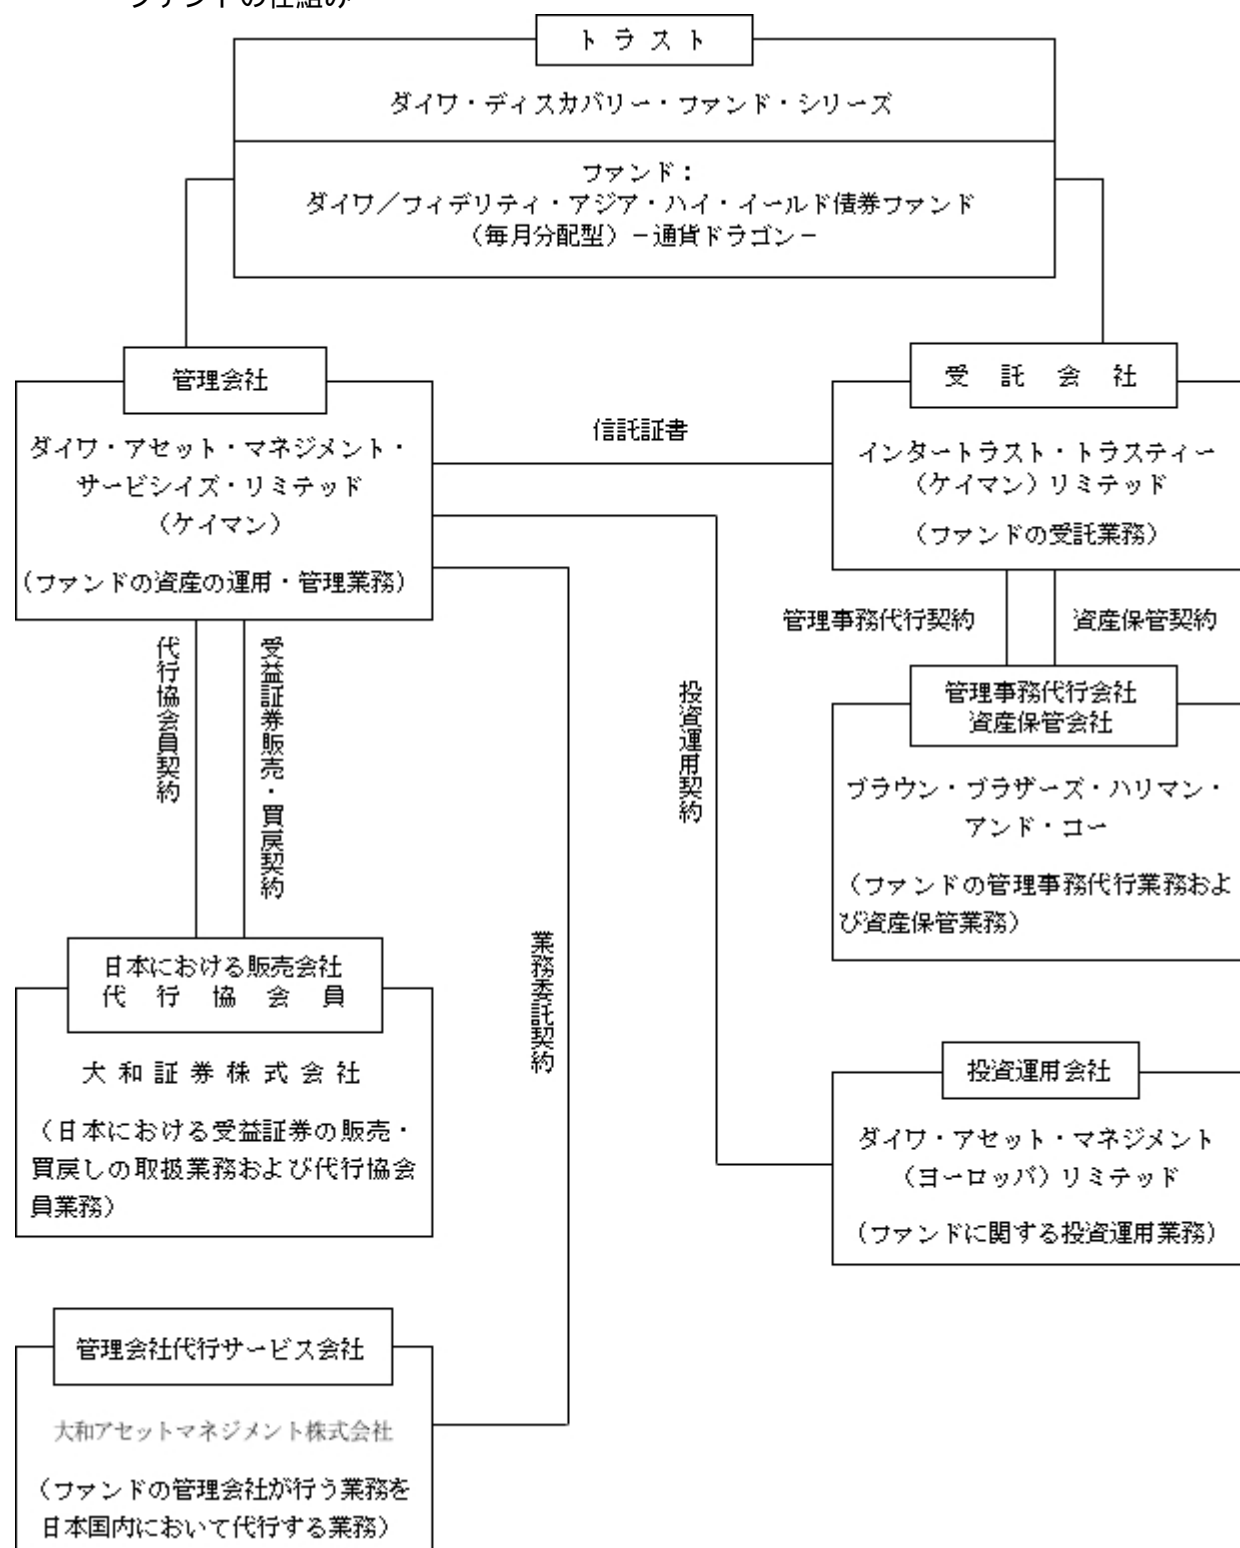 ファンドの仕組み
トラスト
ダイワ・ディスカバリー・ファンド・シリーズ
ファンド：
ダイワ／フィデリティ・アジア・ハイ・イールド債券ファンド
（毎月分配型）－通貨ドラゴン－
管理会社
ダイワ・アセット・マネジメント・
サービシイズ・リミテッド
（ケイマン）
（ファンドの資産の運用・管理業務）
信託証書
受託会社
インタートラスト・トラスティー
（ケイマン）リミテッド
（ファンドの受託業務）
管理事務代行契約
資産保管契約
代行協会員契約
受益証券販売・買戻契約
投資運用契約
業務委託契約
管理事務代行会社
資産保管会社
ブラウン・ブラザーズ・ハリマン・
アンド・コー
（ファンドの管理事務代行業務およ
び資産保管業務）
日本における販売会社
代行協会員
大和証券株式会社
（日本における受益証券の販売・
買戻しの取扱業務および代行協会
員業務）
投資運用会社
ダイワ・アセット・マネジメント
（ヨーロッパ）リミテッド
（ファンドに関する投資運用業務）
管理会社代行サービス会社
大和アセットマネジメント株式会社
（ファンドの管理会社が行う業務を
日本国内において代行する業務）